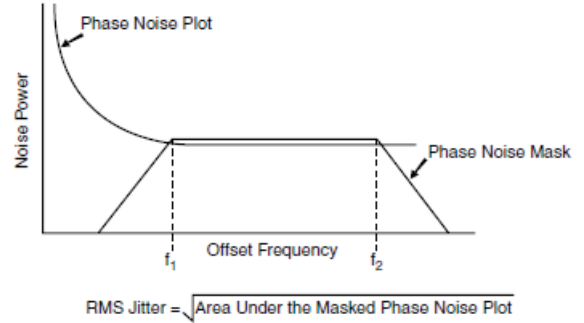 Phase Noise Plot
Noise Power
Phase Noise Mask
Offset Frequency
f1
f2
RMS Jitter = √Area Under the Masked Phase Noise Plot